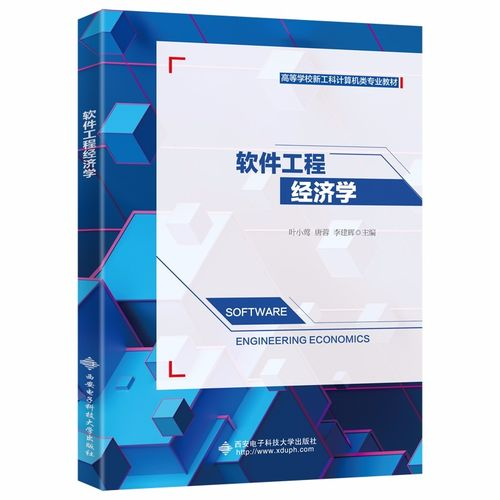 高等学校新工科计算机类专业教材
软件工程
经济学
叶小莺 唐蓉 李建晖 主编
SOFTWARE
ENGINEERING ECONOMICS
西安电子科技大学出版社
http://www.xduph.com
软件工程经济学
西安电子科技大学出版社